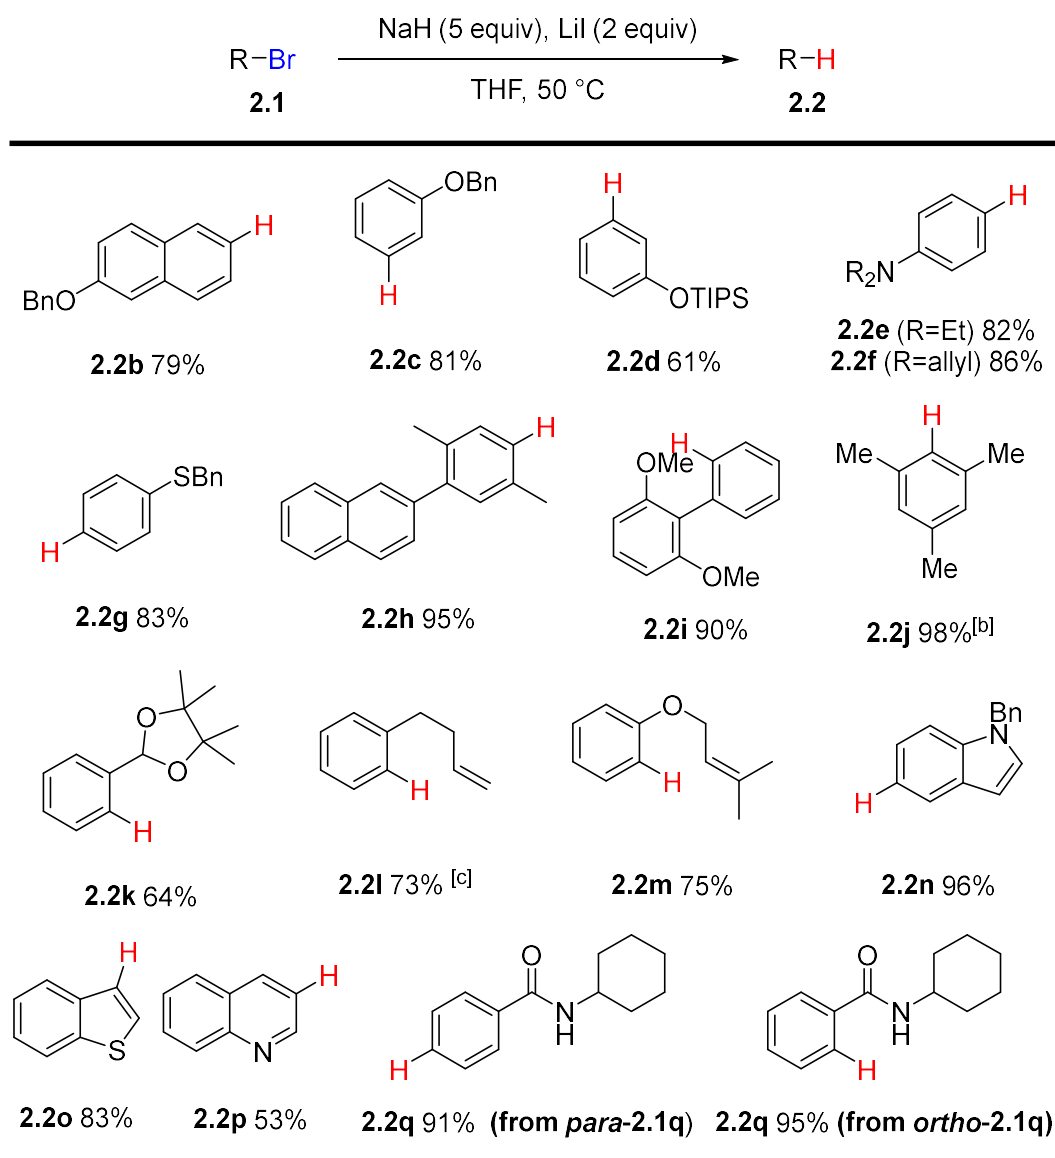 NaH (5 equiv), LiI (2 equiv)
R–Br
R–H
THF, 50 °C
2.1
2.2
H
BnO
2.2b 79%
OBn
H
2.2c 81%
H
OTIPS
2.2d 61%
H
R₂N
2.2e (R=Et) 82%
2.2f (R=allyl) 86%
SBn
H
2.2g 83%
H
2.2h 95%
H
OMe
OMe
2.2i 90%
H
Me
Me
Me
2.2j 98%[b]
O
O
H
2.2k 64%
H
2.2l 73% [c]
O
H
2.2m 75%
Bn
N
H
2.2n 96%
H
S
2.2o 83%
H
N
2.2p 53%
O
N
H
H
2.2q 91% (from para-2.1q)
O
N
H
H
2.2q 95% (from ortho-2.1q)